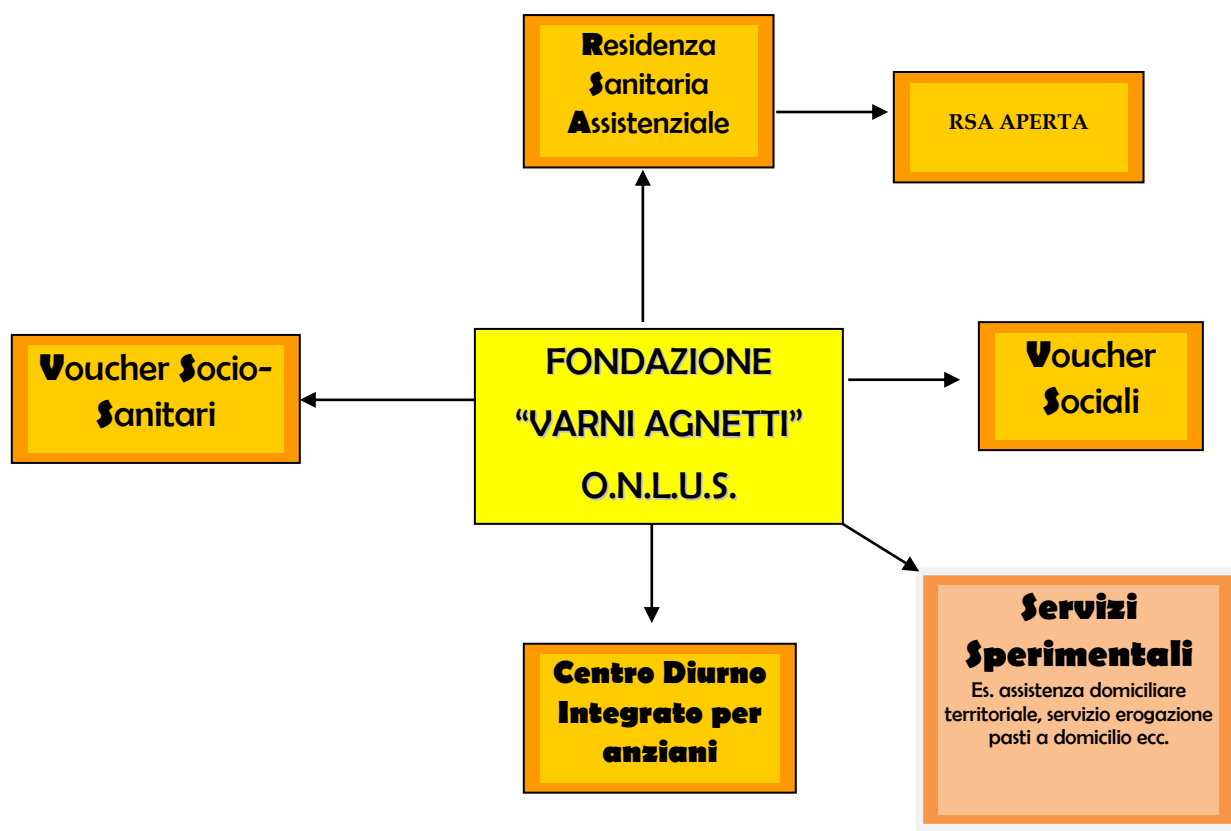 Residenza
Sanitaria
Assistenziale
RSA APERTA
Voucher Socio-
Sanitari
FONDAZIONE
“VARNI AGNETTI”
O.N.L.U.S.
Voucher
Sociali
Centro Diurno
Integrato per
anziani
Servizi
Sperimentali
Es. assistenza domiciliare
territoriale, servizio erogazione
pasti a domicilio ecc.